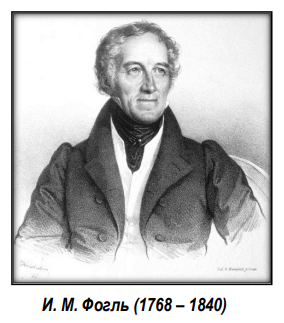 И. М. Фогль (1768 – 1840)